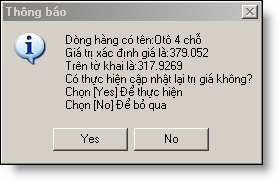 Thông báo
Dòng hàng có tên:Otô 4 chỗ
Giá trị xác định giá là:379.052
Trên tờ khai là:317.9269
Có thực hiện cập nhật lại trị giá không?
Chọn [Yes] Để thực hiện
Chọn [No] Để bỏ qua
Yes
No